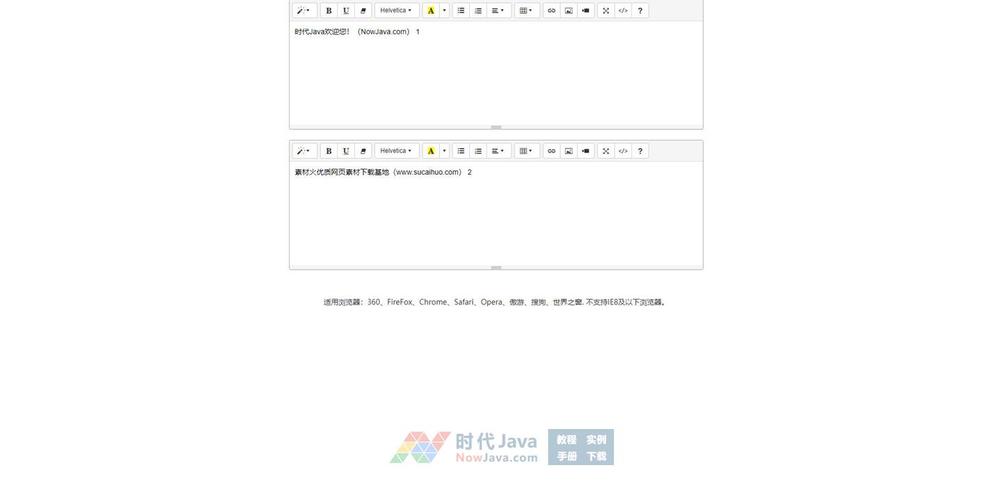 B U Helvetica A </> ?
时代Java欢迎您！（NowJava.com） 1
B U Helvetica A </> ?
素材火优质网页素材下载基地（www.sucaihuo.com） 2
适用浏览器：360、FireFox、Chrome、Safari、Opera、傲游、搜狗、世界之窗. 不支持IE8及以下浏览器。
时代Java 教程 实例
NowJava.com 手册 下载